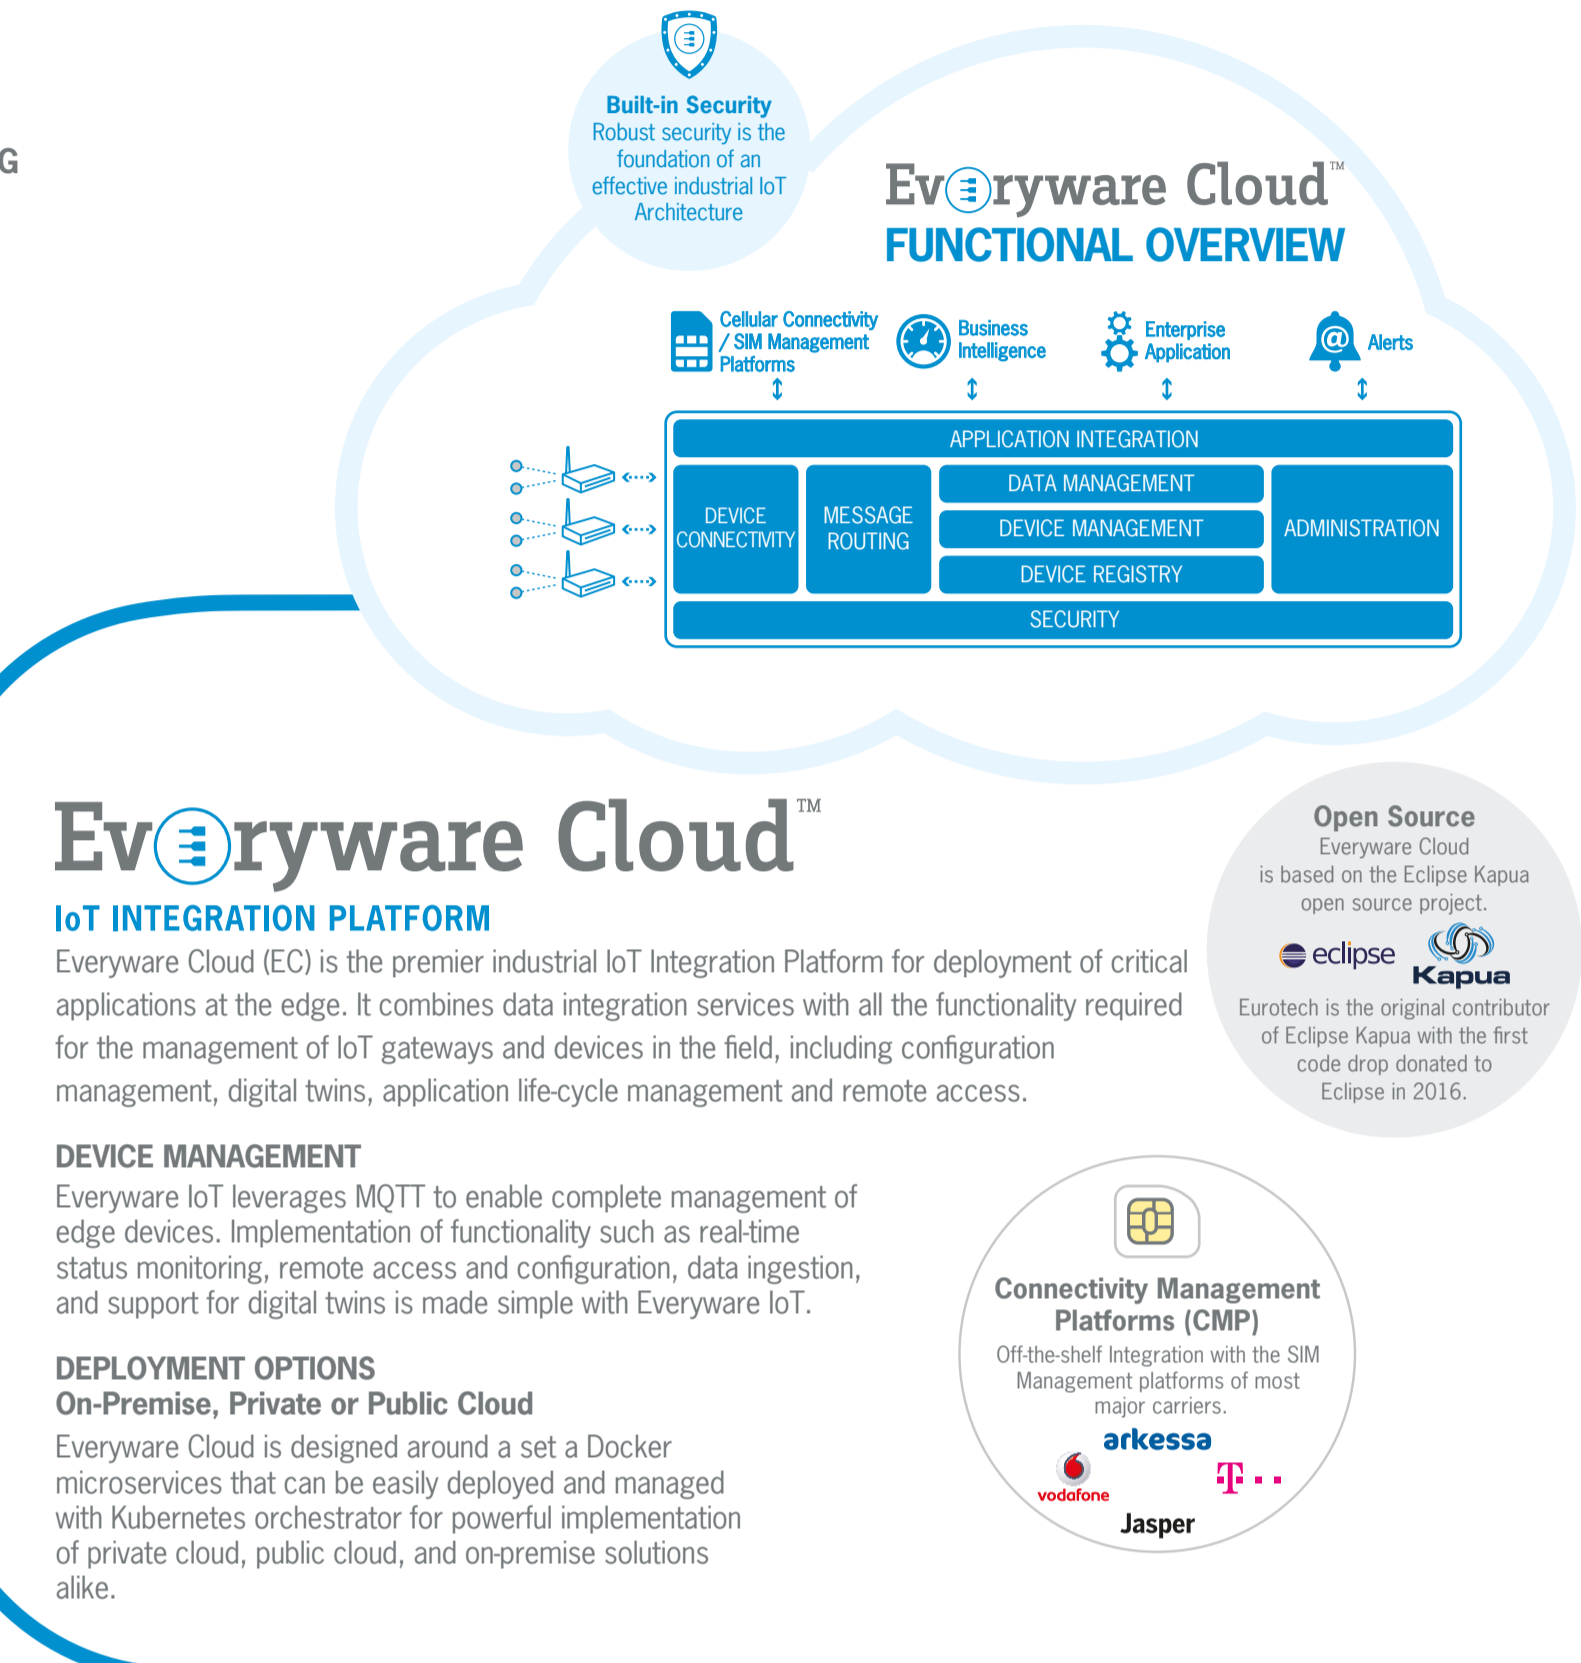 G
Built-in Security
Robust security is the
foundation of an
effective industrial IoT
Architecture
Everyware Cloud™
FUNCTIONAL OVERVIEW
Cellular Connectivity
/ SIM Management
Platforms
Business
Intelligence
Enterprise
Application
@
Alerts
APPLICATION INTEGRATION
DEVICE
CONNECTIVITY
MESSAGE
ROUTING
DATA MANAGEMENT
DEVICE MANAGEMENT
DEVICE REGISTRY
ADMINISTRATION
SECURITY
Everyware Cloud™
IoT INTEGRATION PLATFORM
Everyware Cloud (EC) is the premier industrial IoT Integration Platform for deployment of critical
applications at the edge. It combines data integration services with all the functionality required
for the management of IoT gateways and devices in the field, including configuration
management, digital twins, application life-cycle management and remote access.
DEVICE MANAGEMENT
Everyware IoT leverages MQTT to enable complete management of
edge devices. Implementation of functionality such as real-time
status monitoring, remote access and configuration, data ingestion,
and support for digital twins is made simple with Everyware IoT.
DEPLOYMENT OPTIONS
On-Premise, Private or Public Cloud
Everyware Cloud is designed around a set a Docker
microservices that can be easily deployed and managed
with Kubernetes orchestrator for powerful implementation
of private cloud, public cloud, and on-premise solutions
alike.
Open Source
Everyware Cloud
is based on the Eclipse Kapua
open source project.
eclipse
Kapua
Eurotech is the original contributor
of Eclipse Kapua with the first
code drop donated to
Eclipse in 2016.
Connectivity Management
Platforms (CMP)
Off-the-shelf Integration with the SIM
Management platforms of most
major carriers.
arkessa
vodafone
T
Jasper